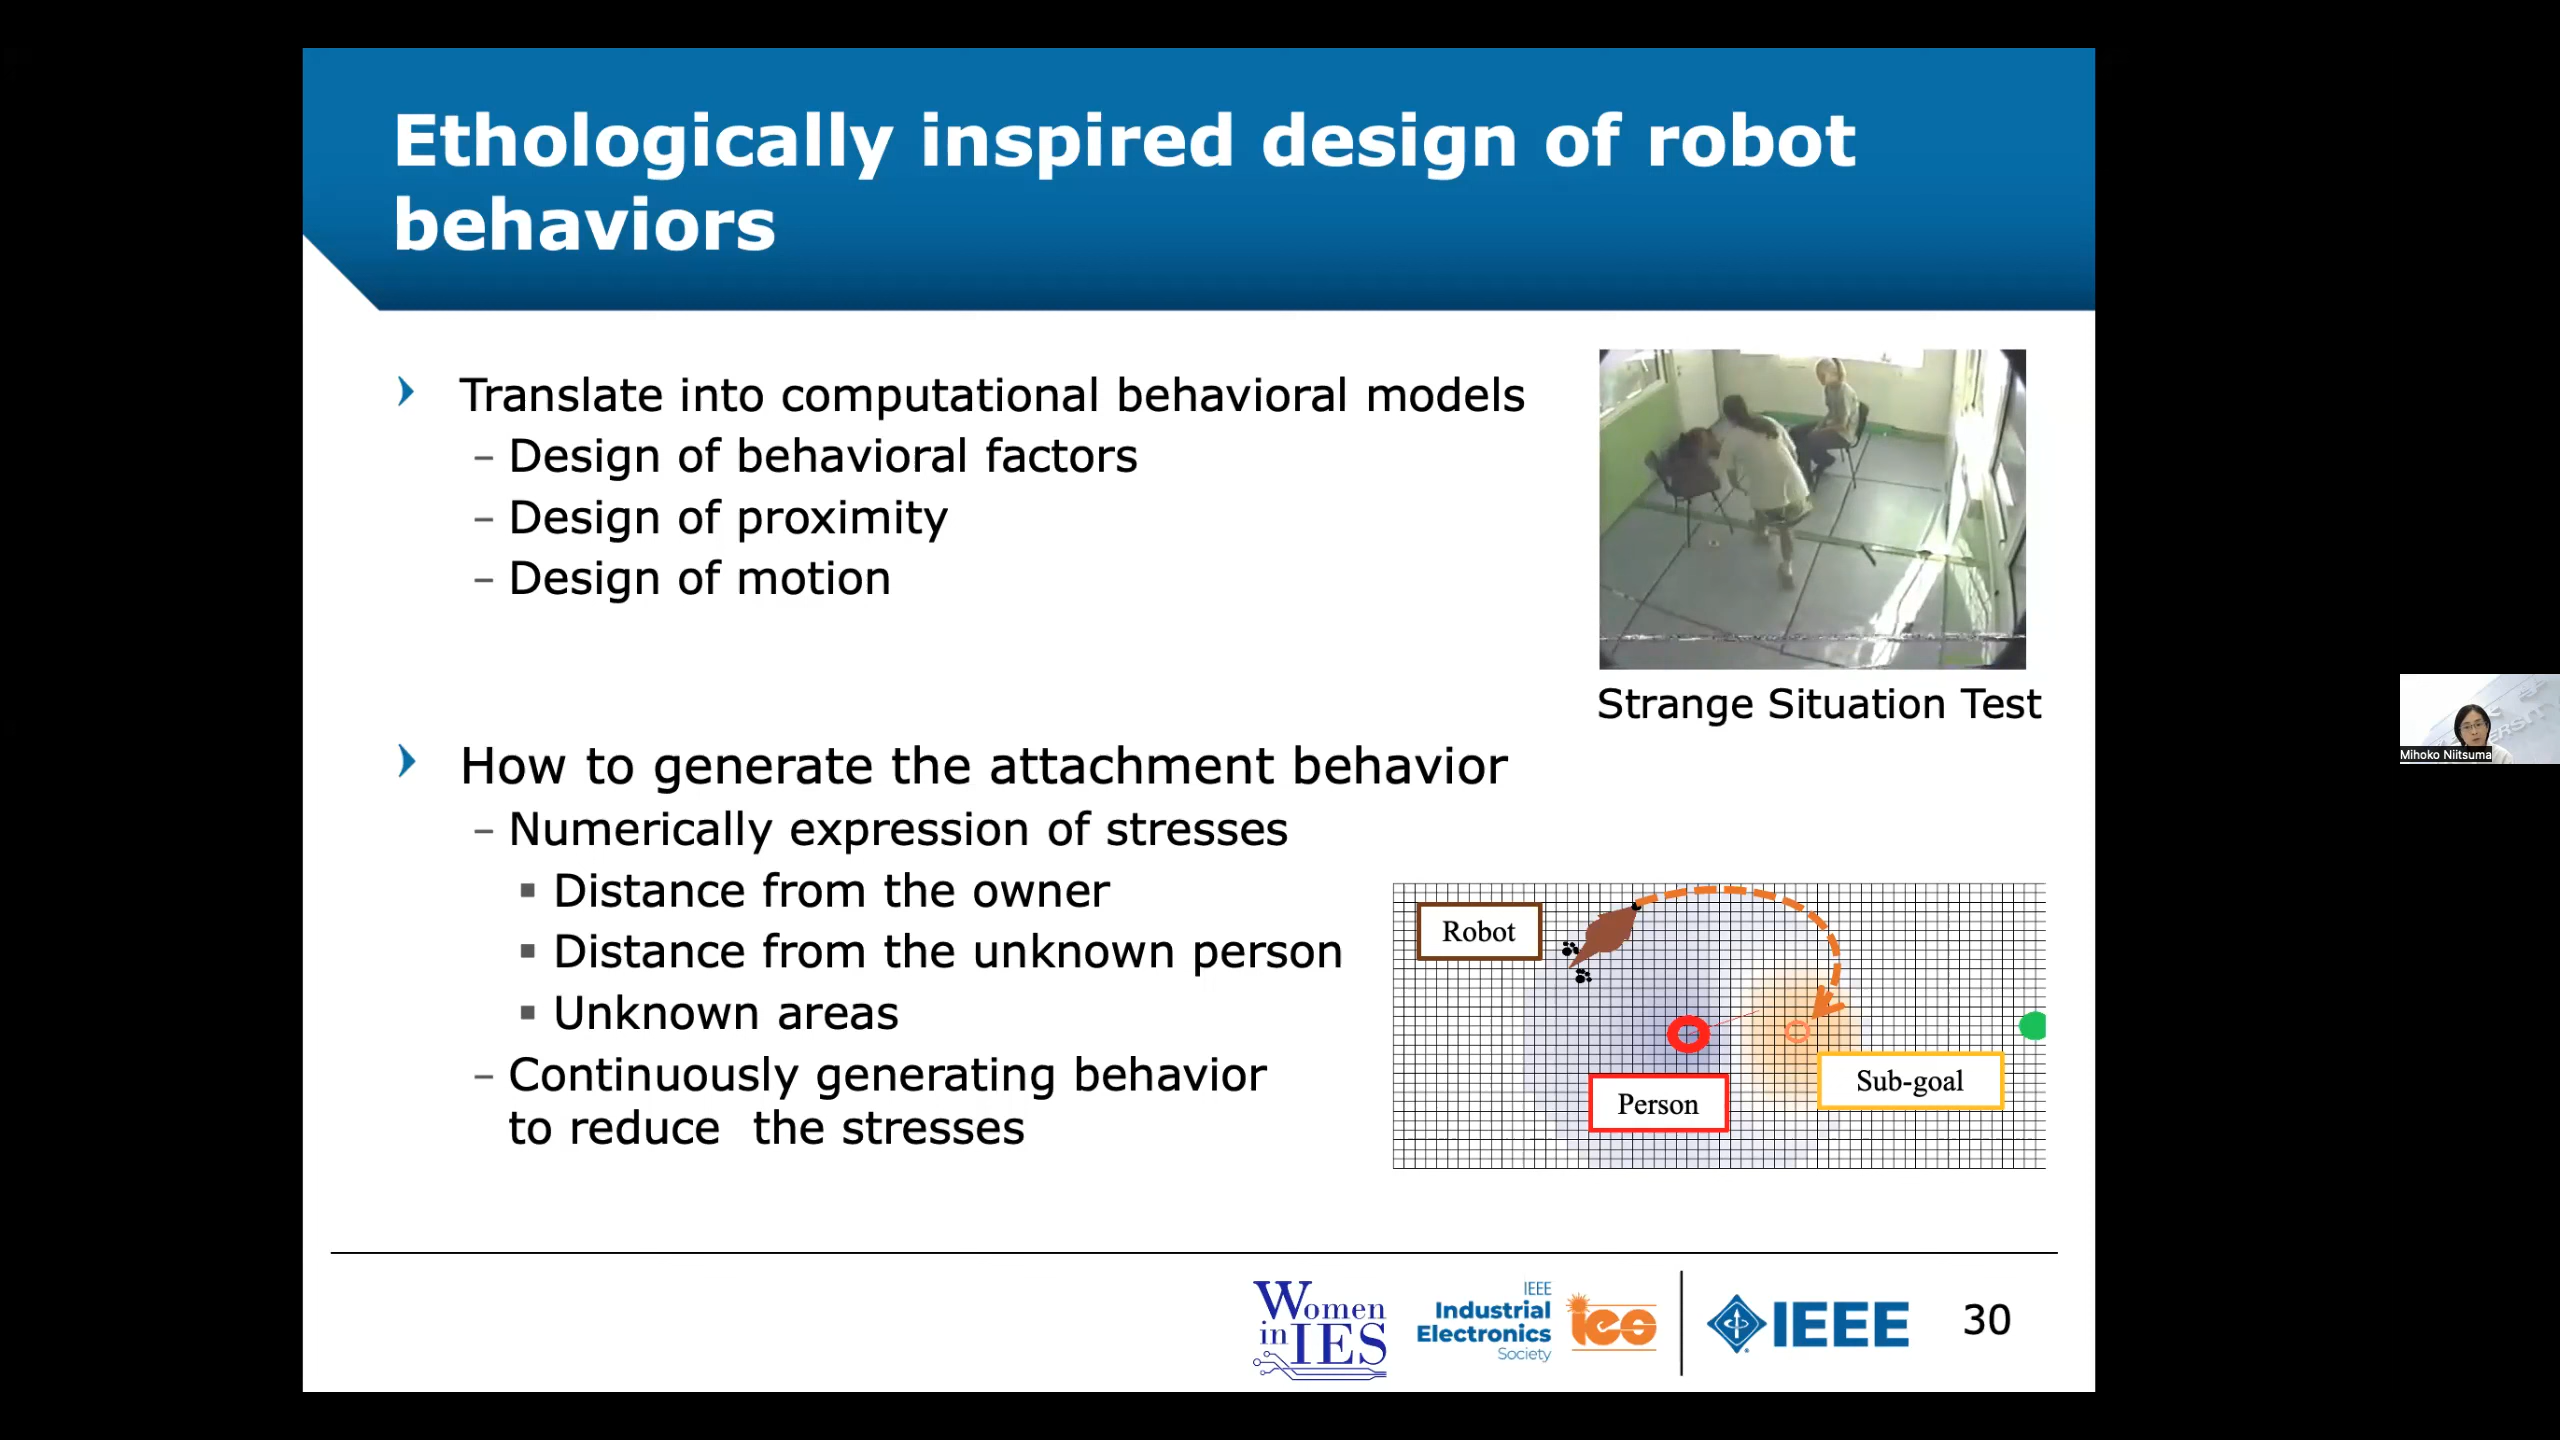 Ethologically inspired design of robot
behaviors
Translate into computational behavioral models
– Design of behavioral factors
– Design of proximity
– Design of motion
Strange Situation Test
How to generate the attachment behavior
– Numerically expression of stresses
▪ Distance from the owner
▪ Distance from the unknown person
▪ Unknown areas
– Continuously generating behavior
to reduce the stresses
Robot
Person
Sub-goal
Mihoko Niitsuma
Women
in IES
IEEE
Industrial
Electronics
Society
ies
IEEE
30